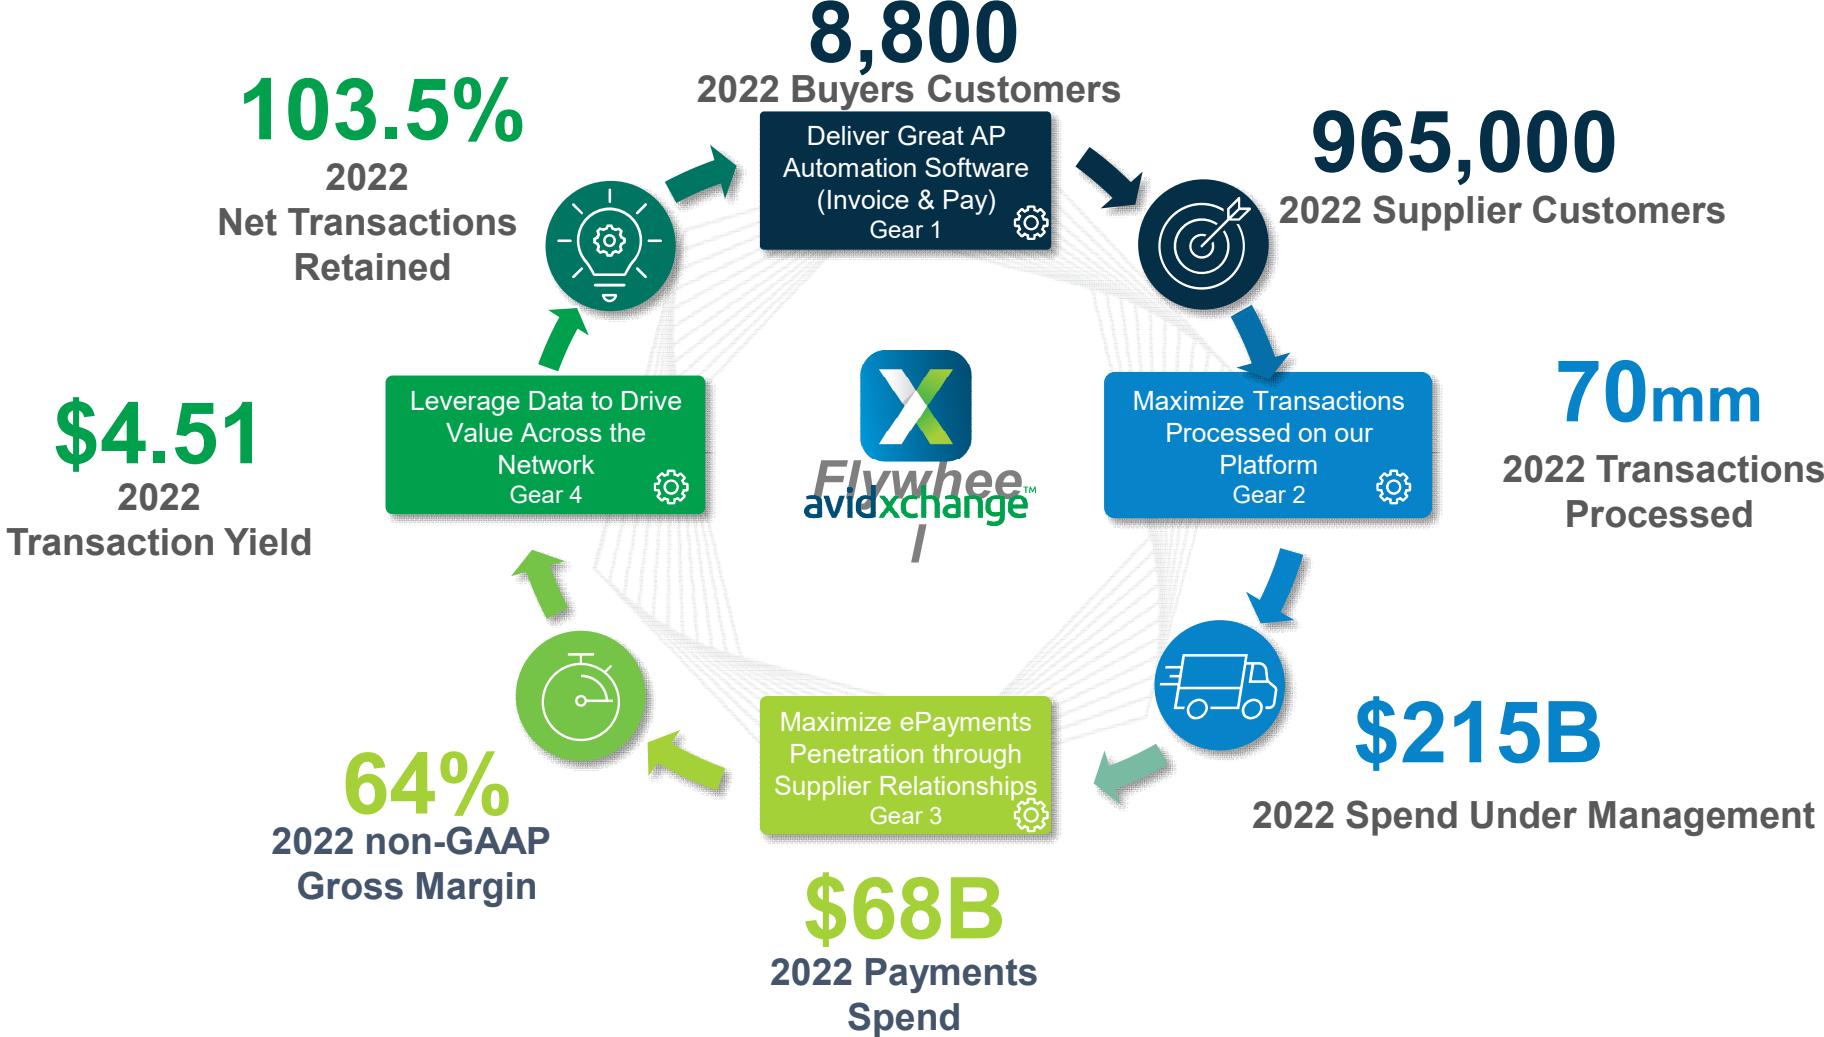 8,800
2022 Buyers Customers
Deliver Great AP
Automation Software
(Invoice & Pay)
Gear 1
965,000
2022 Supplier Customers
Maximize Transactions
Processed on our
Platform
Gear 2
70mm
2022 Transactions
Processed
$215B
2022 Spend Under Management
Maximize ePayments
Penetration through
Supplier Relationships
Gear 3
$68B
2022 Payments
Spend
64%
2022 non-GAAP
Gross Margin
Leverage Data to Drive
Value Across the
Network
Gear 4
$4.51
2022
Transaction Yield
103.5%
2022
Net Transactions
Retained
Flywhee
l
avidxchange™